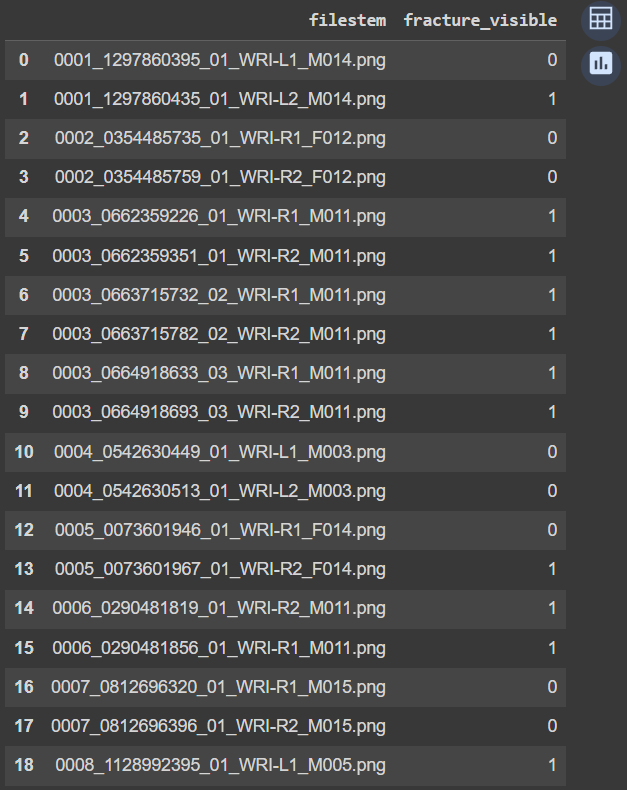 filestem fracture_visible
0 0001_1297860395_01_WRI-L1_M014.png 0
1 0001_1297860435_01_WRI-L2_M014.png 1
2 0002_0354485735_01_WRI-R1_F012.png 0
3 0002_0354485759_01_WRI-R2_F012.png 0
4 0003_0662359226_01_WRI-R1_M011.png 1
5 0003_0662359351_01_WRI-R2_M011.png 1
6 0003_0663715732_02_WRI-R1_M011.png 1
7 0003_0663715782_02_WRI-R2_M011.png 1
8 0003_0664918633_03_WRI-R1_M011.png 1
9 0003_0664918693_03_WRI-R2_M011.png 1
10 0004_0542630449_01_WRI-L1_M003.png 0
11 0004_0542630513_01_WRI-L2_M003.png 0
12 0005_0073601946_01_WRI-R1_F014.png 0
13 0005_0073601967_01_WRI-R2_F014.png 1
14 0006_0290481819_01_WRI-R2_M011.png 1
15 0006_0290481856_01_WRI-R1_M011.png 1
16 0007_0812696320_01_WRI-R1_M015.png 0
17 0007_0812696396_01_WRI-R2_M015.png 0
18 0008_1128992395_01_WRI-L1_M005.png 1